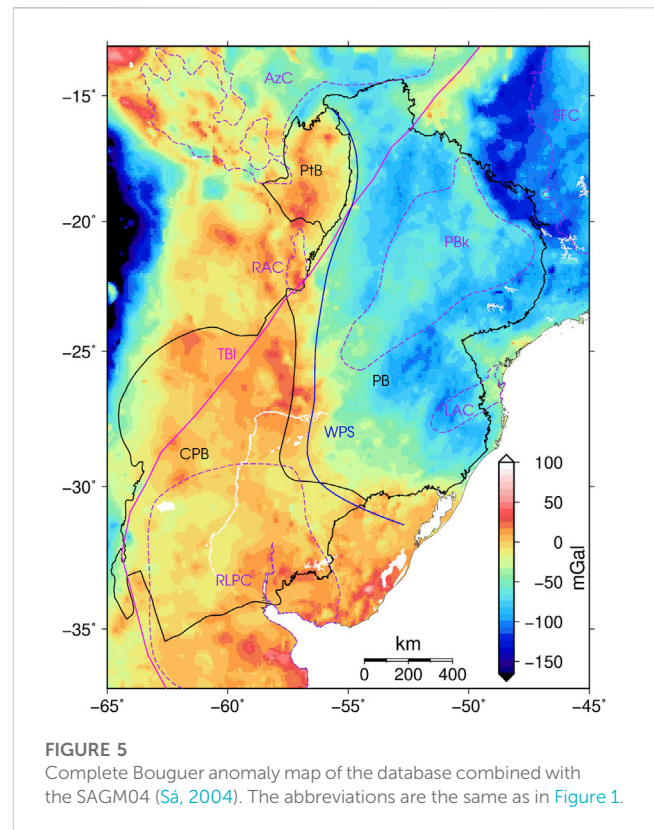 AzC
SFC
−15
PtB
−20
PBk
RAC
TBl
−25
PB
LAC
WPS
CPB
100
50
0
−50
−100
−150
mGal
−30
RLPC
km
−35
0 200 400
−65 −60 −55 −50 −45
FIGURE 5
Complete Bouguer anomaly map of the database combined with
the SAGM04 (Sá, 2004). The abbreviations are the same as in Figure 1.